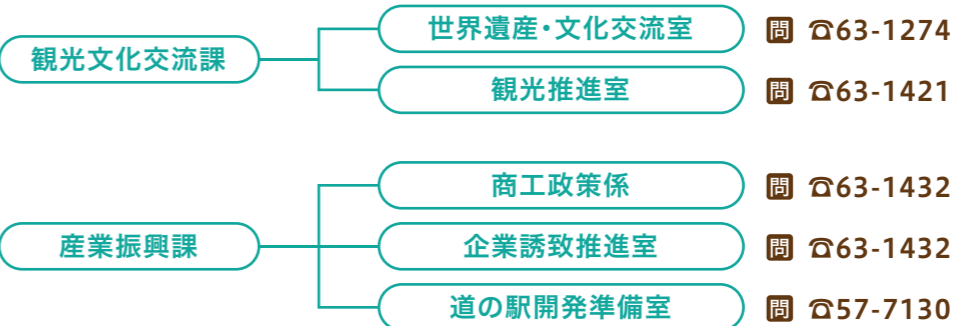 観光文化交流課
世界遺産・文化交流室 問 ☎63-1274
観光推進室 問 ☎63-1421
産業振興課
商工政策係 問 ☎63-1432
企業誘致推進室 問 ☎63-1432
道の駅開発準備室 問 ☎57-7130